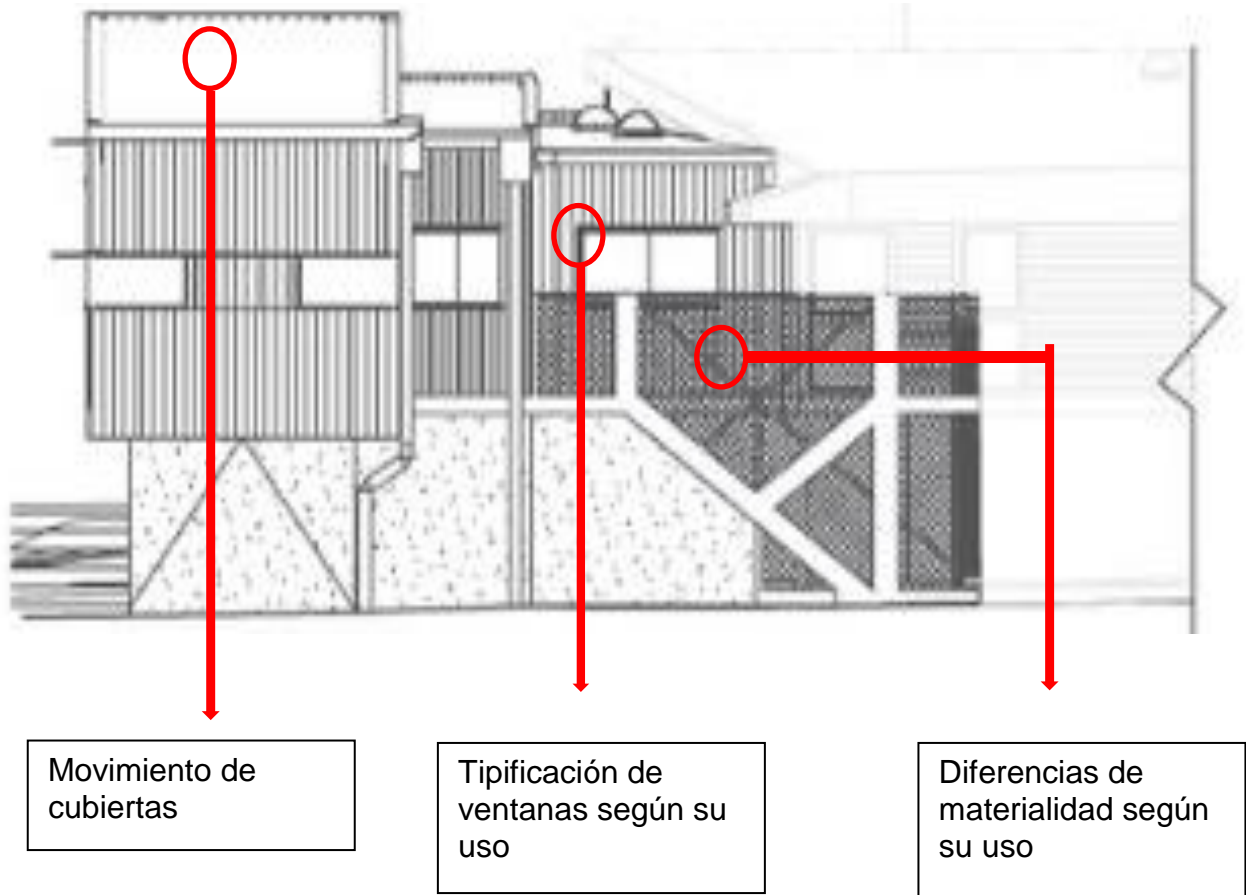 Movimiento de
cubiertas
Tipificación de
ventanas según su
uso
Diferencias de
materialidad según
su uso